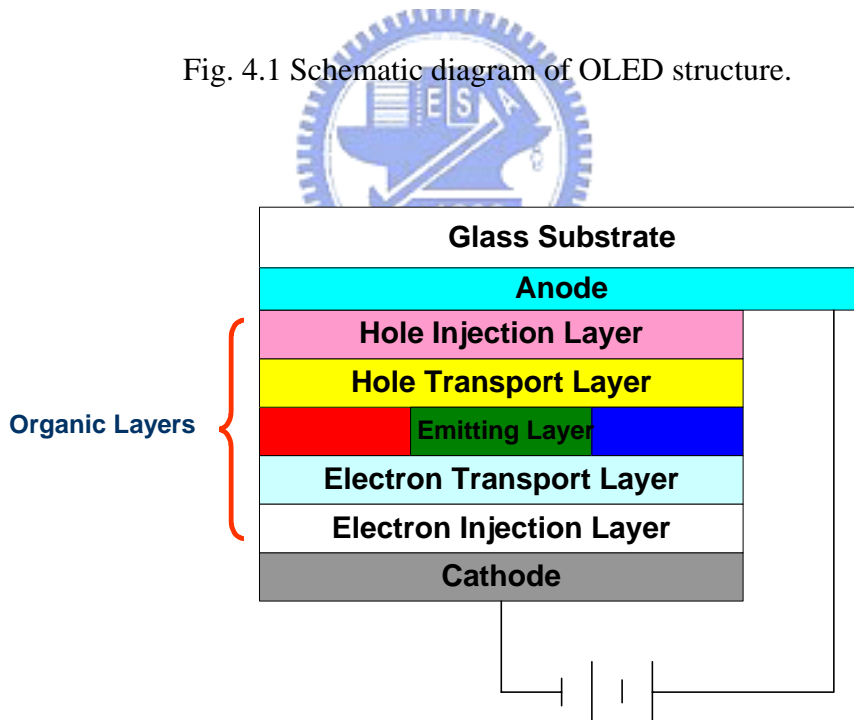 Fig. 4.1 Schematic diagram of OLED structure.
ESA
Glass Substrate
Anode
Hole Injection Layer
Hole Transport Layer
Organic Layers
Emitting Layer
Electron Transport Layer
Electron Injection Layer
Cathode